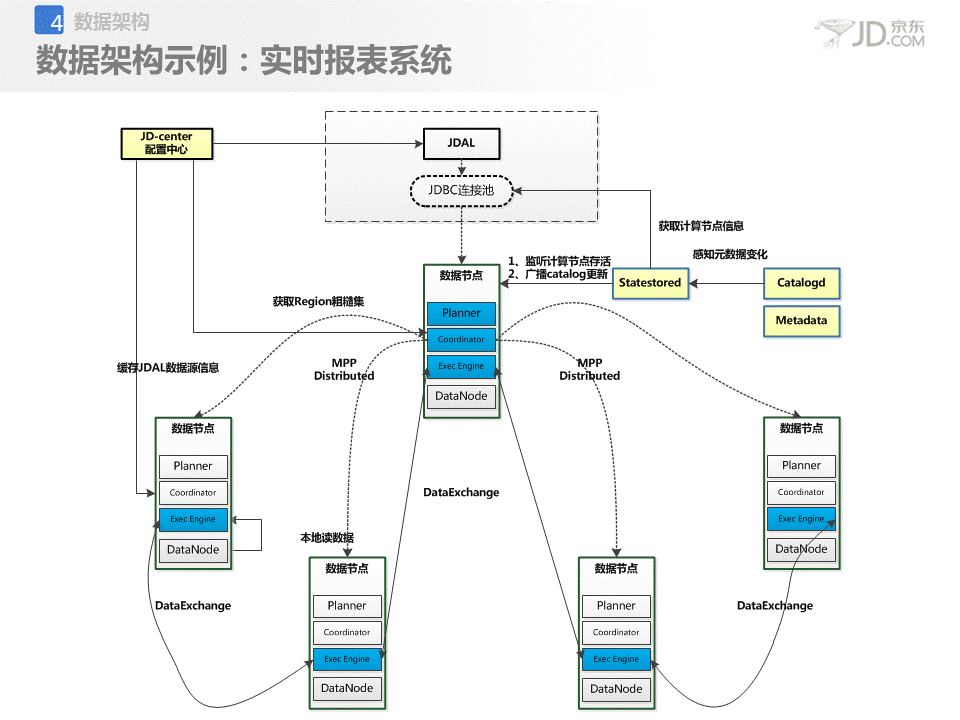 4 数据架构
数据架构示例：实时报表系统
JD 京东
.COM
JD-center
配置中心
JDAL
JDBC连接池
获取计算节点信息
感知元数据变化
1、监听计算节点存活
2、广播catalog更新
数据节点
Statestored
Catalogd
Metadata
获取Region粗糙集
Planner
Coordinator
Exec Engine
DataNode
缓存JDAL数据源信息
MPP
Distributed
MPP
Distributed
数据节点
Planner
Coordinator
Exec Engine
DataNode
数据节点
Planner
Coordinator
Exec Engine
DataNode
DataExchange
本地读数据
数据节点
Planner
Coordinator
Exec Engine
DataNode
数据节点
Planner
Coordinator
Exec Engine
DataNode
DataExchange
DataExchange